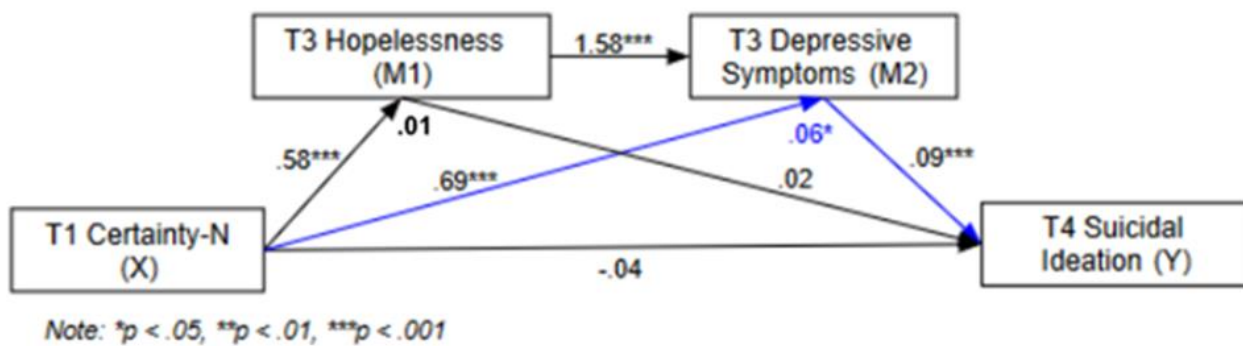 T3 Hopelessness
(M1)
1.58***
T3 Depressive
Symptoms (M2)
.01
.06*
.58***
.69***
.02
.09***
T1 Certainty-N
(X)
-.04
T4 Suicidal
Ideation (Y)
Note: *p < .05, **p < .01, ***p < .001